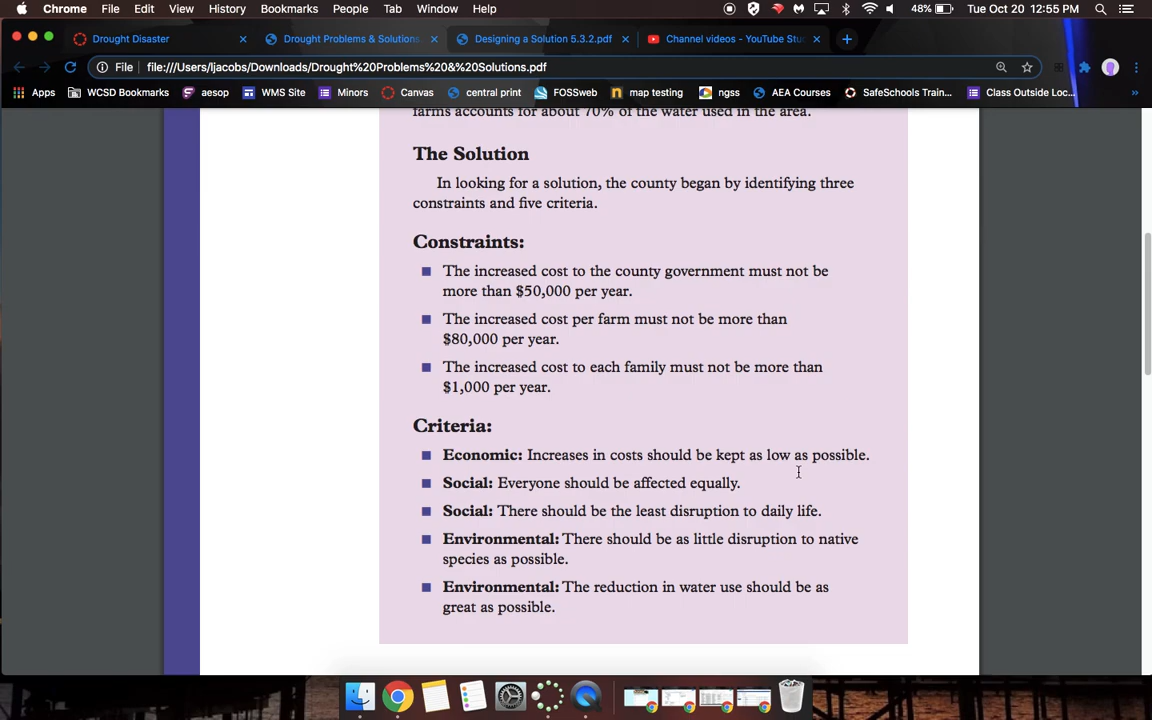 Chrome File Edit View History Bookmarks People Tab Window Help 48% Tue Oct 20 12:55 PM
Drought Disaster Drought Problems & Solutions Designing a Solution 5.3.2.pdf Channel videos - YouTube Stu
File file:///Users/ljacobs/Downloads/Drought%20Problems%20&%20Solutions.pdf
Apps WCSD Bookmarks aesop WMS Site Minors Canvas central print FOSSweb map testing ngss AEA Courses SafeSchools Train... Class Outside Loc... »
farms accounts for about 70% of the water used in the area.
The Solution
In looking for a solution, the county began by identifying three
constraints and five criteria.
Constraints:
The increased cost to the county government must not be
more than $50,000 per year.
The increased cost per farm must not be more than
$80,000 per year.
The increased cost to each family must not be more than
$1,000 per year.
Criteria:
Economic: Increases in costs should be kept as low as possible.
Social: Everyone should be affected equally.
Social: There should be the least disruption to daily life.
Environmental: There should be as little disruption to native
species as possible.
Environmental: The reduction in water use should be as
great as possible.